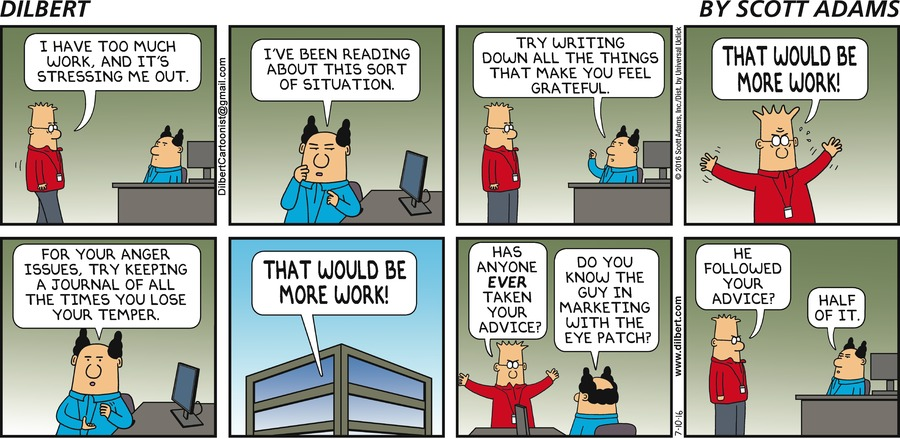 DILBERT
BY SCOTT ADAMS
I HAVE TOO MUCH
WORK, AND IT'S
STRESSING ME OUT.
DilbertCartoonist@gmail.com
I'VE BEEN READING
ABOUT THIS SORT
OF SITUATION.
TRY WRITING
DOWN ALL THE THINGS
THAT MAKE YOU FEEL
GRATEFUL.
© 2016 Scott Adams, Inc./Dist. by Universal Uclick
THAT WOULD BE
MORE WORK!
FOR YOUR ANGER
ISSUES, TRY KEEPING
A JOURNAL OF ALL
THE TIMES YOU LOSE
YOUR TEMPER.
THAT WOULD BE
MORE WORK!
HAS
ANYONE
EVER
TAKEN
YOUR
ADVICE?
DO YOU
KNOW THE
GUY IN
MARKETING
WITH THE
EYE PATCH?
7-10-16
www.dilbert.com
HE
FOLLOWED
YOUR
ADVICE?
HALF
OF IT.